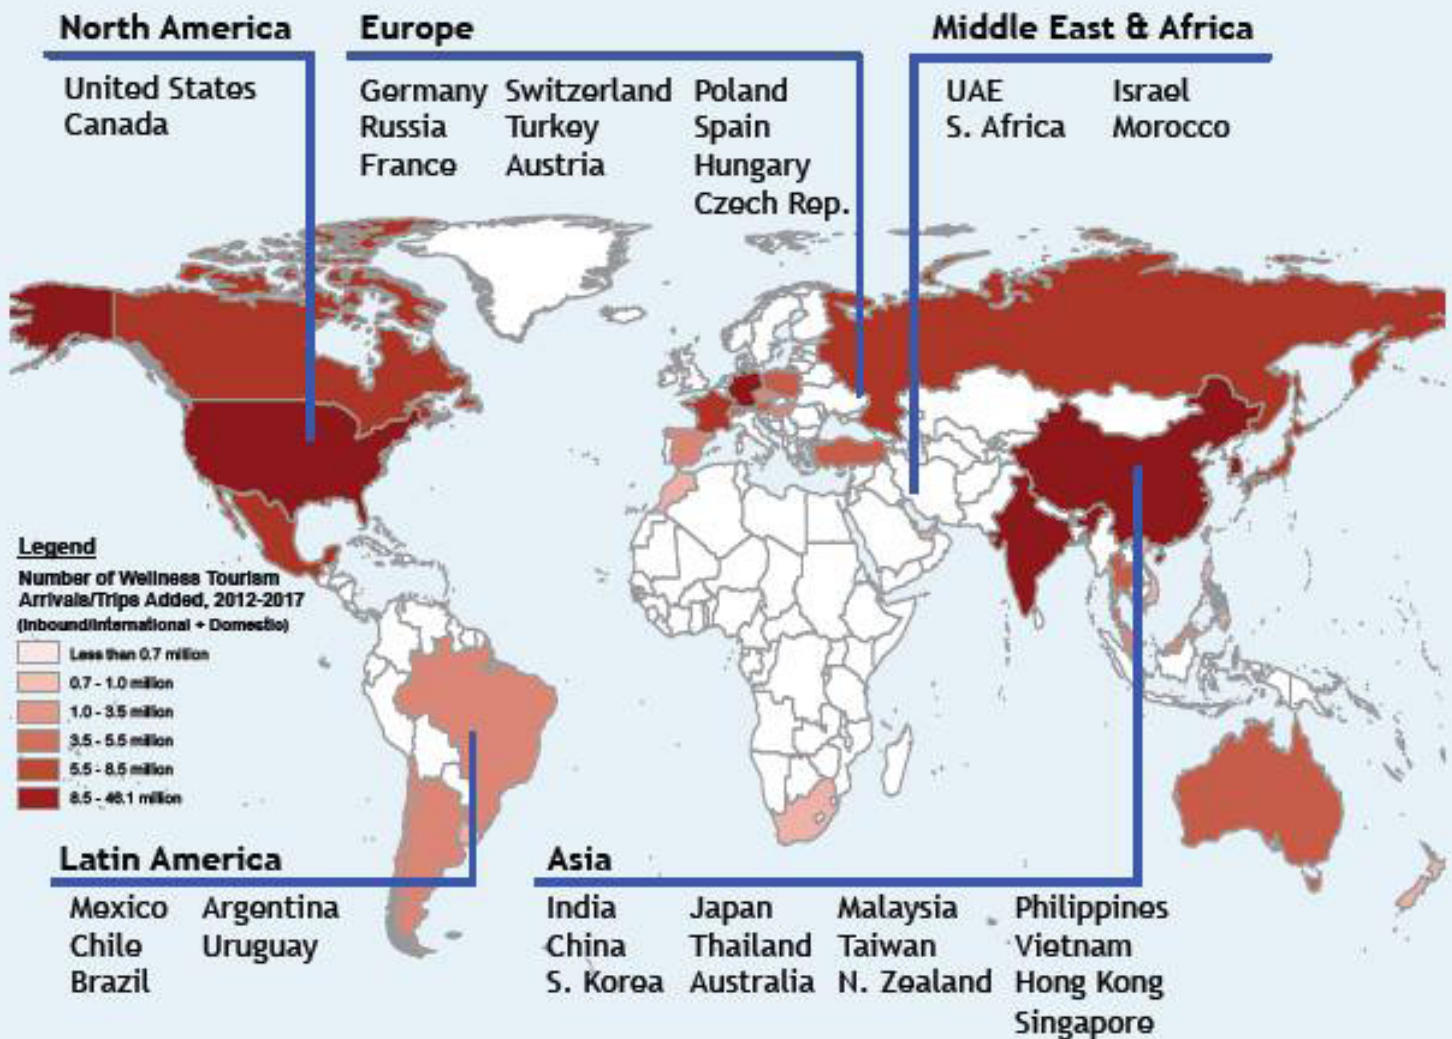 North America
United States
Canada
Europe
Germany Switzerland Poland
Russia Turkey Spain
France Austria Hungary
Czech Rep.
Middle East & Africa
UAE Israel
S. Africa Morocco
Legend
Number of Wellness Tourism
Arrivals/Trips Added, 2012-2017
(Inbound/International + Domestic)
Less than 0.7 million
0.7 - 1.0 million
1.0 - 3.5 million
3.5 - 5.5 million
5.5 - 8.5 million
8.5 - 46.1 million
Latin America
Mexico Argentina
Chile Uruguay
Brazil
Asia
India Japan Malaysia Philippines
China Thailand Taiwan Vietnam
S. Korea Australia N. Zealand Hong Kong
Singapore